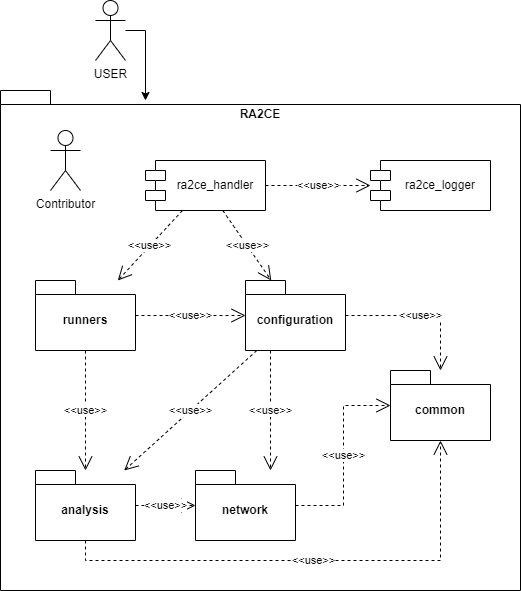 USER
RA2CE
Contributor
ra2ce_handler
<<use>>
ra2ce_logger
<<use>>
<<use>>
runners
<<use>>
configuration
<<use>>
<<use>>
<<use>>
<<use>>
common
<<use>>
analysis
<<use>>
network
<<use>>